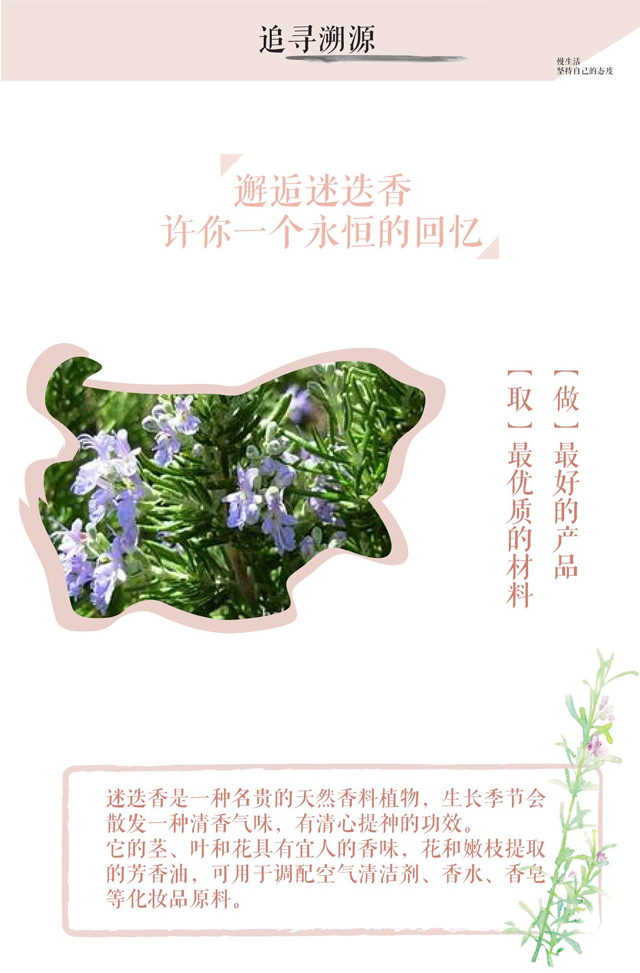 追寻溯源
慢生活
坚持自己的态度
邂逅迷迭香
许你一个永恒的回忆
【做】最好的产品
【取】最优质的材料
迷迭香是一种名贵的天然香料植物，生长季节会
散发一种清香气味，有清心提神的功效。
它的茎、叶和花具有宜人的香味，花和嫩枝提取
的芳香油，可用于调配空气清洁剂、香水、香皂
等化妆品原料。